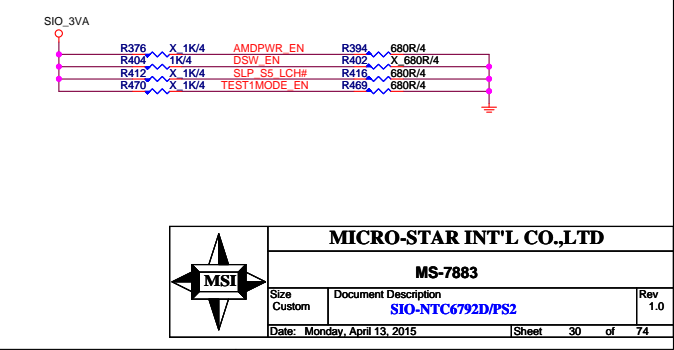 SIO_3VA
R376 X_1K/4 AMDPWR_EN R394 680R/4
R404 1K/4 DSW_EN R402 X_680R/4
R412 X_1K/4 SLP_S5_LCH# R416 680R/4
R470 X_1K/4 TEST1MODE_EN R469 680R/4
MSI
MICRO-STAR INT'L CO.,LTD
MS-7883
Size Document Description Rev
Custom SIO-NTC6792D/PS2 1.0
Date: Monday, April 13, 2015 Sheet 30 of 74